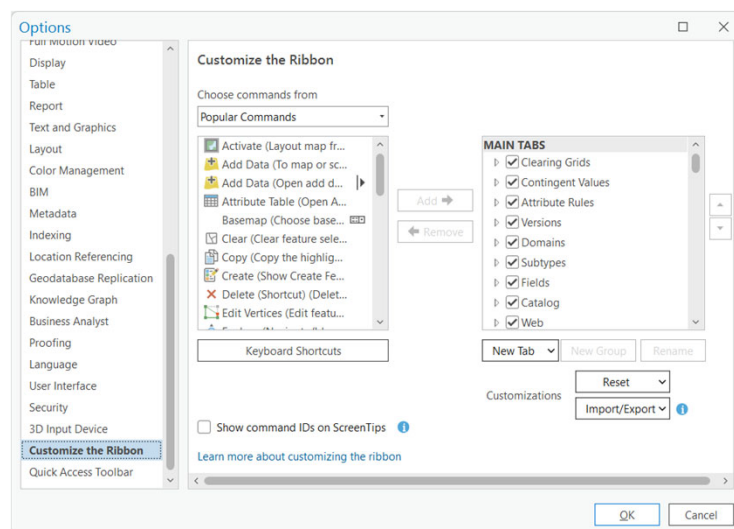 Options
Full Motion Video
Display
Table
Report
Text and Graphics
Layout
Color Management
BIM
Metadata
Indexing
Location Referencing
Geodatabase Replication
Knowledge Graph
Business Analyst
Proofing
Language
User Interface
Security
3D Input Device
Customize the Ribbon
Quick Access Toolbar
Customize the Ribbon
Choose commands from
Popular Commands
Activate (Layout map fr...
Add Data (To map or sc...
Add Data (Open add d...
Attribute Table (Open A...
Basemap (Choose base...
Clear (Clear feature sele...
Copy (Copy the highlig...
Create (Show Create Fe...
Delete (Shortcut) (Delet...
Edit Vertices (Edit featu...
Keyboard Shortcuts
Add
Remove
MAIN TABS
Clearing Grids
Contingent Values
Attribute Rules
Versions
Domains
Subtypes
Fields
Catalog
Web
New Tab
New Group
Rename
Customizations
Reset
Import/Export
Show command IDs on ScreenTips
Learn more about customizing the ribbon
OK
Cancel